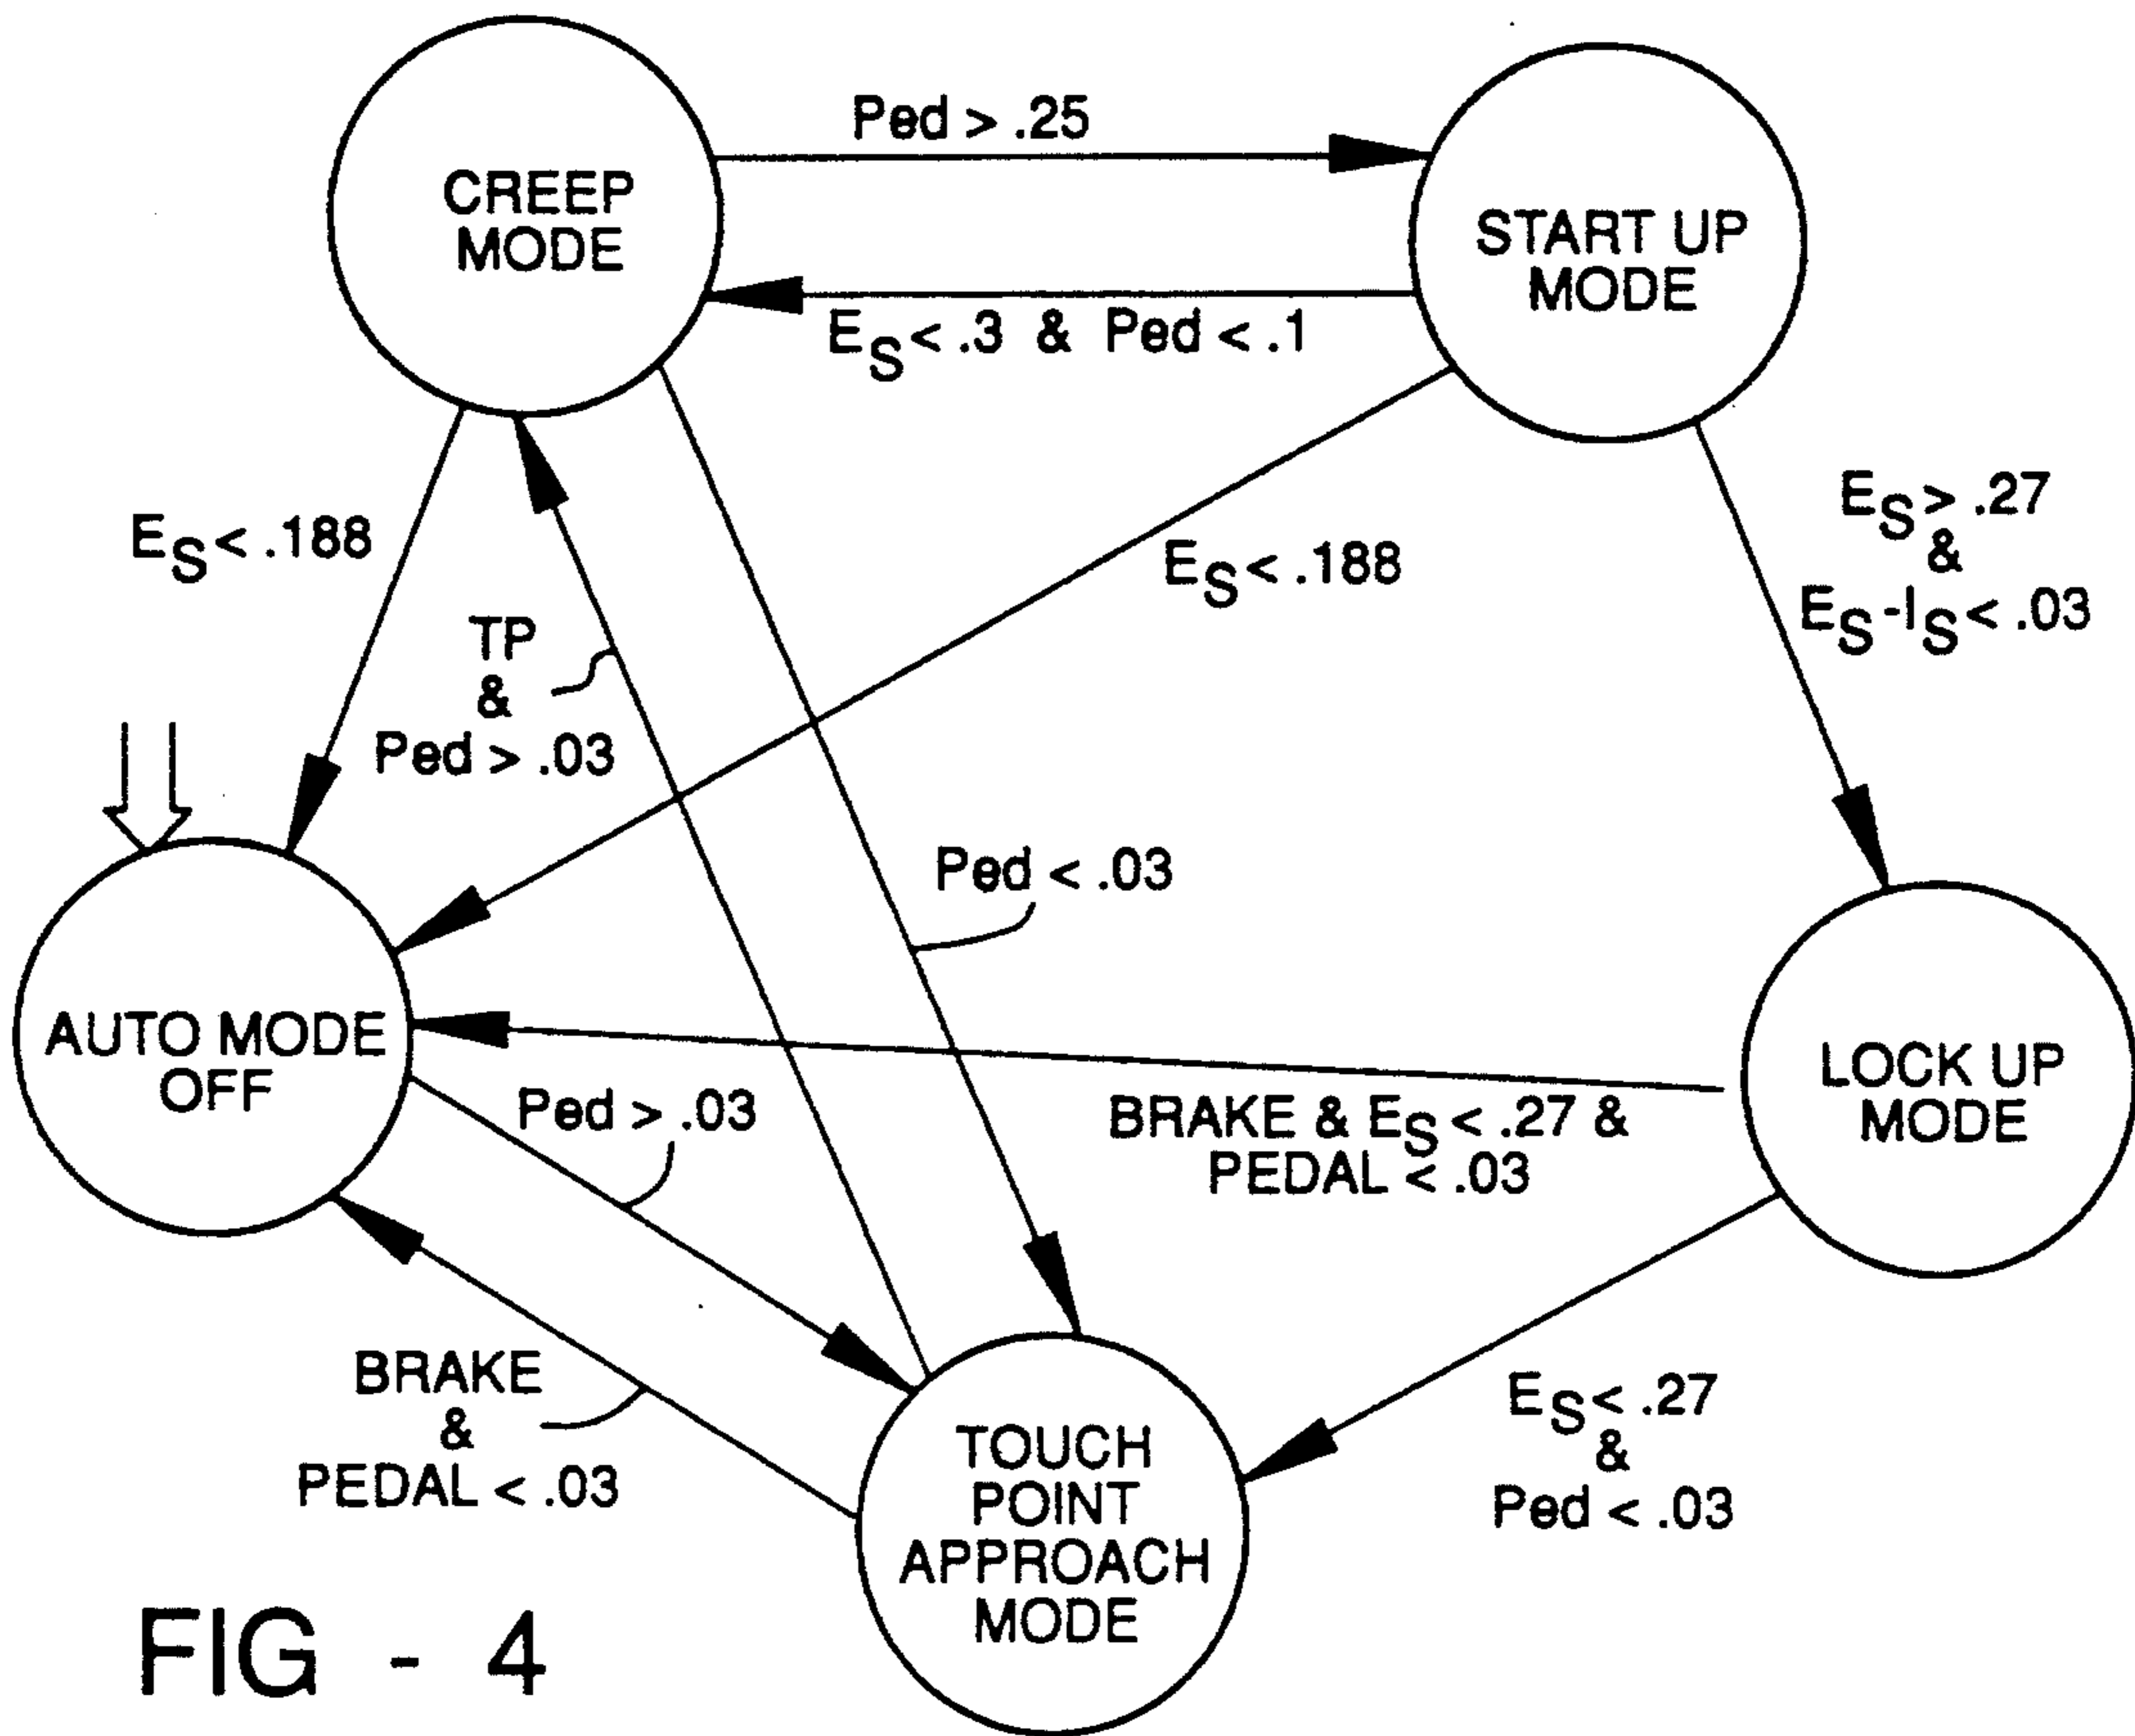 Ped > .25
CREEP
MODE
START UP
MODE
ES < .3 & Ped < .1
ES < .188
ES < .188
ES > .27
&
ES-IS < .03
TP
&
Ped > .03
Ped < .03
AUTO MODE
OFF
Ped > .03
BRAKE & ES < .27 &
PEDAL < .03
LOCK UP
MODE
BRAKE
&
PEDAL < .03
ES < .27
&
Ped < .03
TOUCH
POINT
APPROACH
MODE
FIG - 4